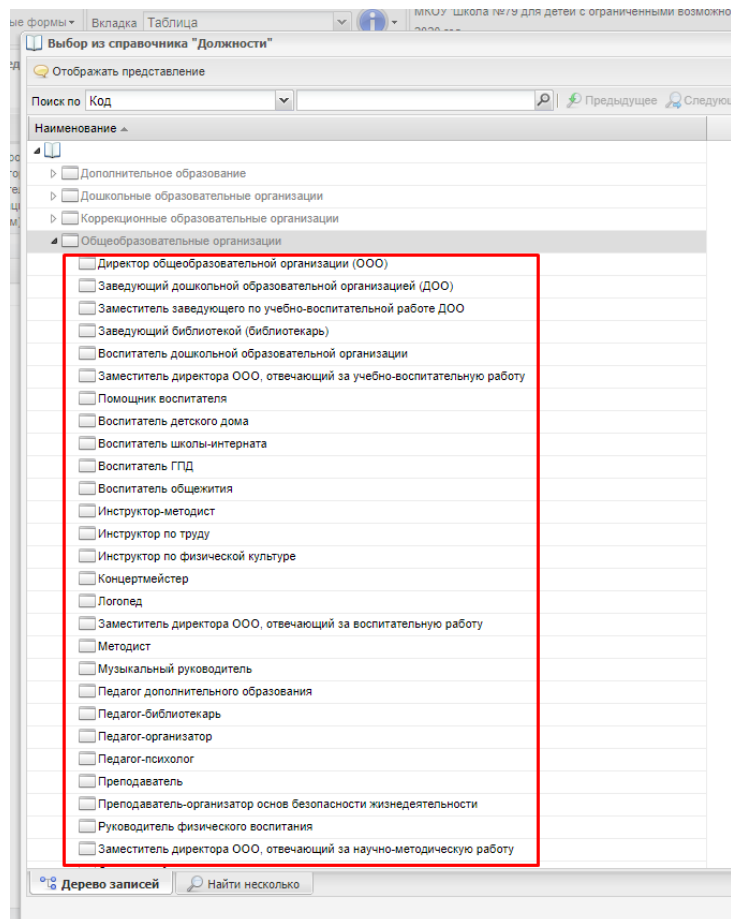 ые формы Вкладка Таблица
МКОУ "Школа №79 для детей с ограниченными возможно
2020 год
Выбор из справочника "Должности"
Отображать представление
Поиск по Код Предыдущее Следующ
Наименование
Дополнительное образование
Дошкольные образовательные организации
Коррекционные образовательные организации
Общеобразовательные организации
Директор общеобразовательной организации (ООО)
Заведующий дошкольной образовательной организацией (ДОО)
Заместитель заведующего по учебно-воспитательной работе ДОО
Заведующий библиотекой (библиотекарь)
Воспитатель дошкольной образовательной организации
Заместитель директора ООО, отвечающий за учебно-воспитательную работу
Помощник воспитателя
Воспитатель детского дома
Воспитатель школы-интерната
Воспитатель ГПД
Воспитатель общежития
Инструктор-методист
Инструктор по труду
Инструктор по физической культуре
Концертмейстер
Логопед
Заместитель директора ООО, отвечающий за воспитательную работу
Методист
Музыкальный руководитель
Педагог дополнительного образования
Педагог-библиотекарь
Педагог-организатор
Педагог-психолог
Преподаватель
Преподаватель-организатор основ безопасности жизнедеятельности
Руководитель физического воспитания
Заместитель директора ООО, отвечающий за научно-методическую работу
Дерево записей Найти несколько